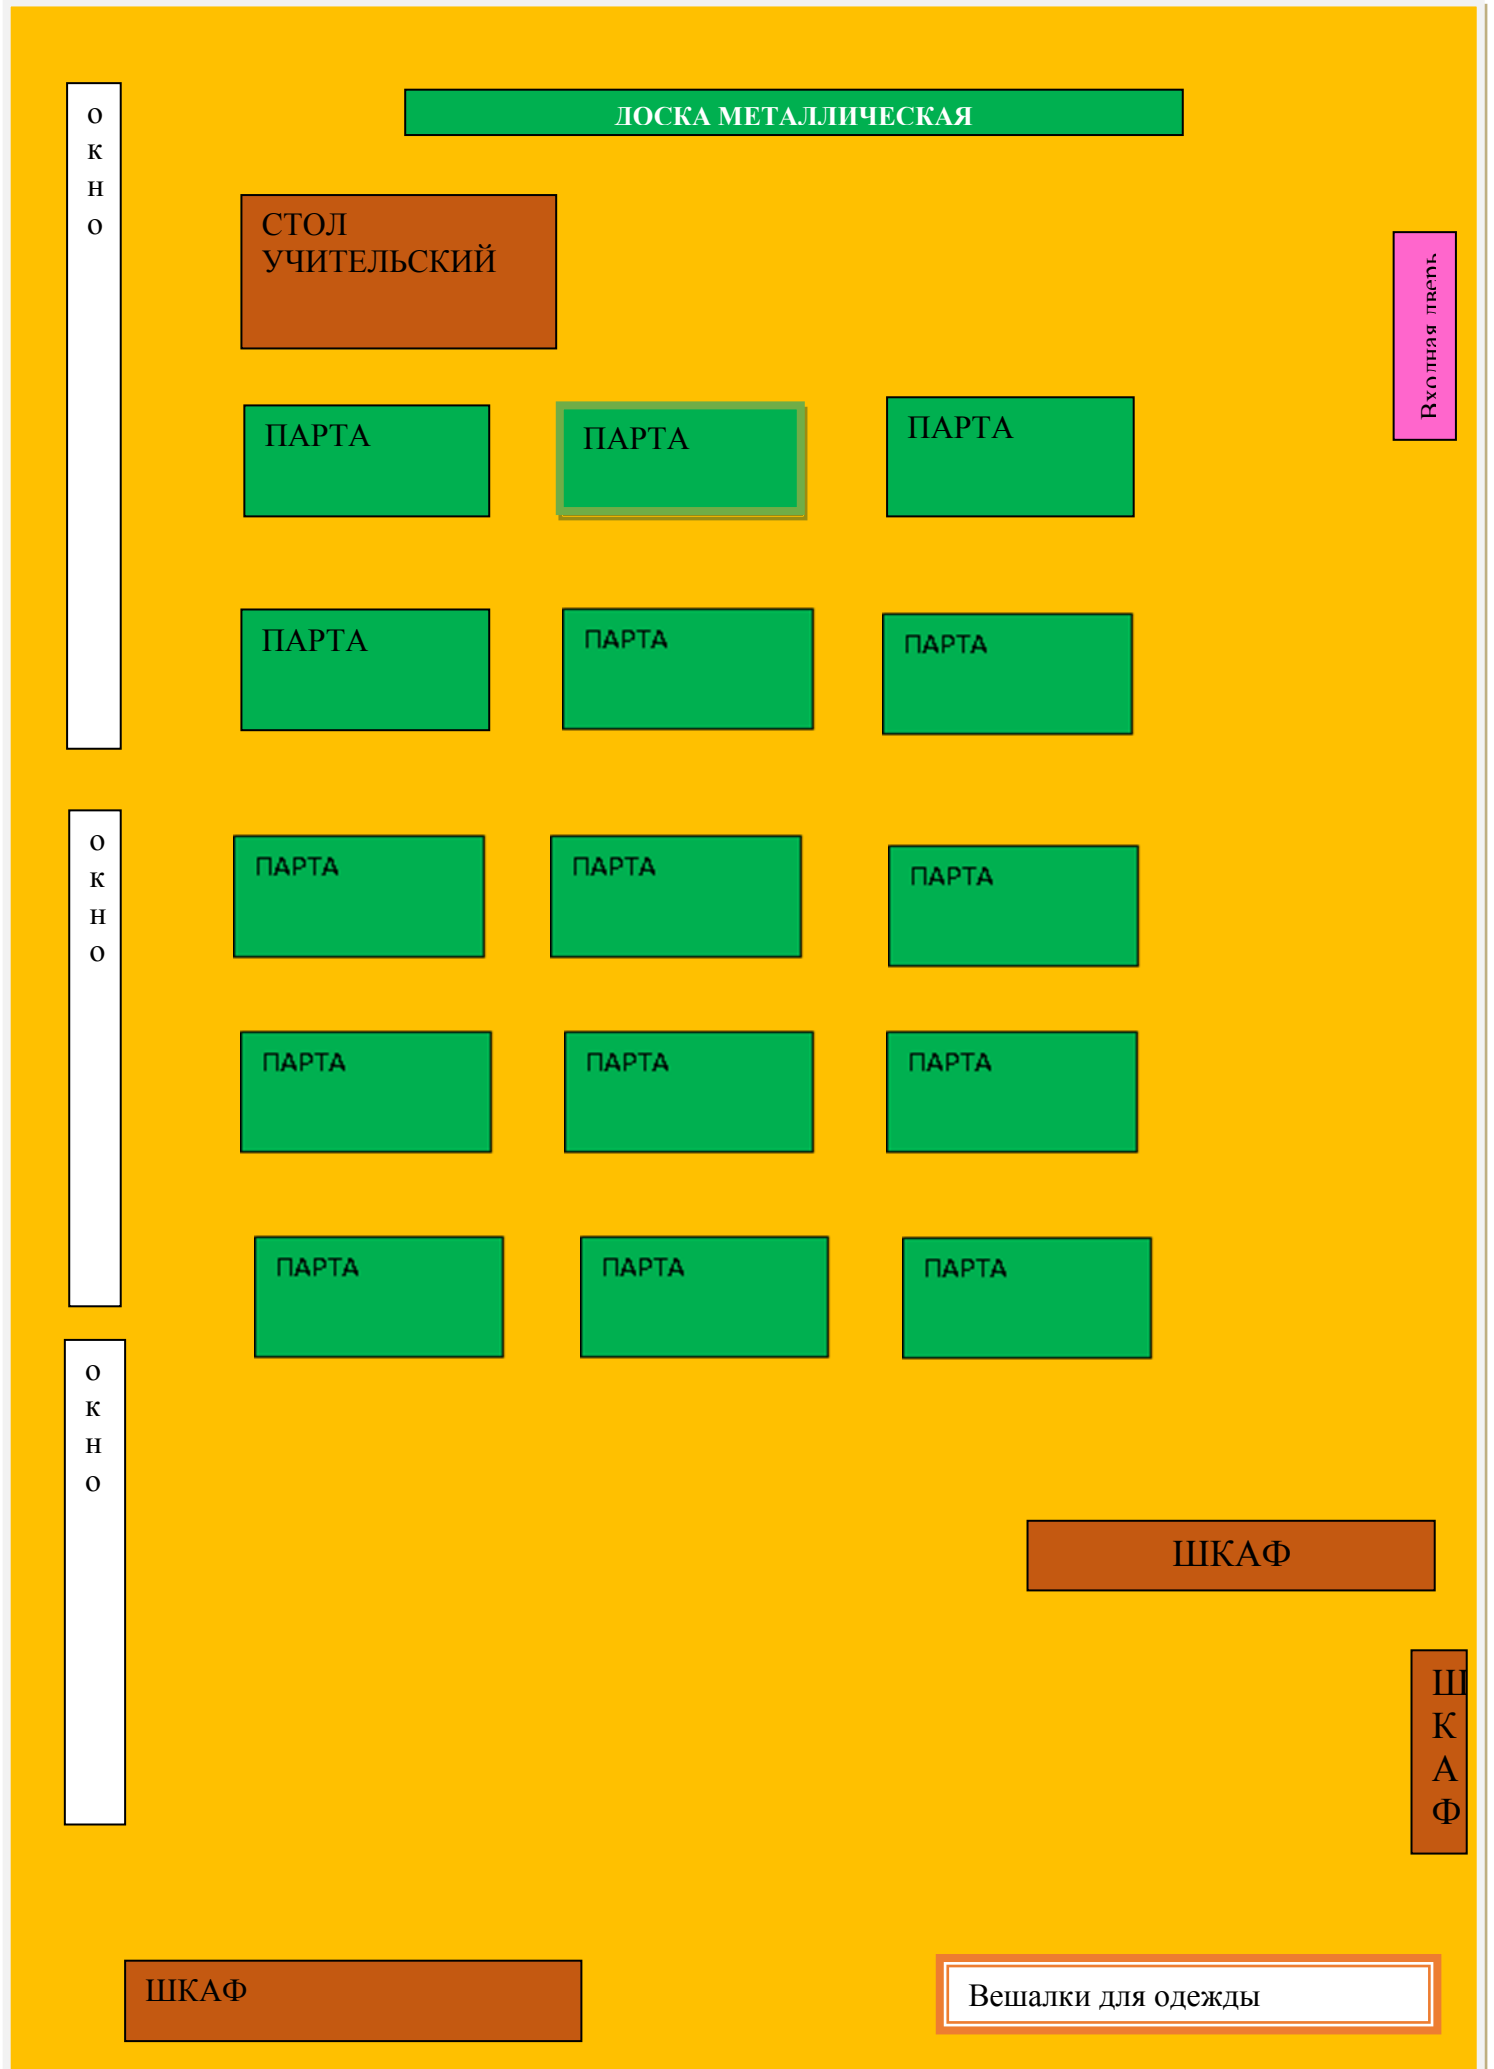 о
к
н
о
ДОСКА МЕТАЛЛИЧЕСКАЯ
СТОЛ
УЧИТЕЛЬСКИЙ
Входная дверь
ПАРТА
ПАРТА
ПАРТА
ПАРТА
ПАРТА
ПАРТА
о
к
н
о
ПАРТА
ПАРТА
ПАРТА
ПАРТА
ПАРТА
ПАРТА
ПАРТА
ПАРТА
ПАРТА
о
к
н
о
ШКАФ
Ш
К
А
Ф
ШКАФ
Вешалки для одежды